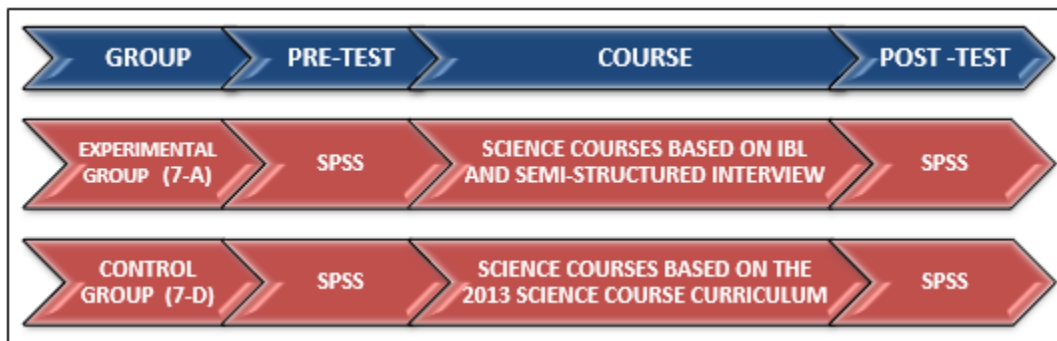 GROUP PRE-TEST COURSE POST -TEST
EXPERIMENTAL
GROUP (7-A)
SPSS
SCIENCE COURSES BASED ON IBL
AND SEMI-STRUCTURED INTERVIEW
SPSS
CONTROL
GROUP (7-D)
SPSS
SCIENCE COURSES BASED ON THE
2013 SCIENCE COURSE CURRICULUM
SPSS